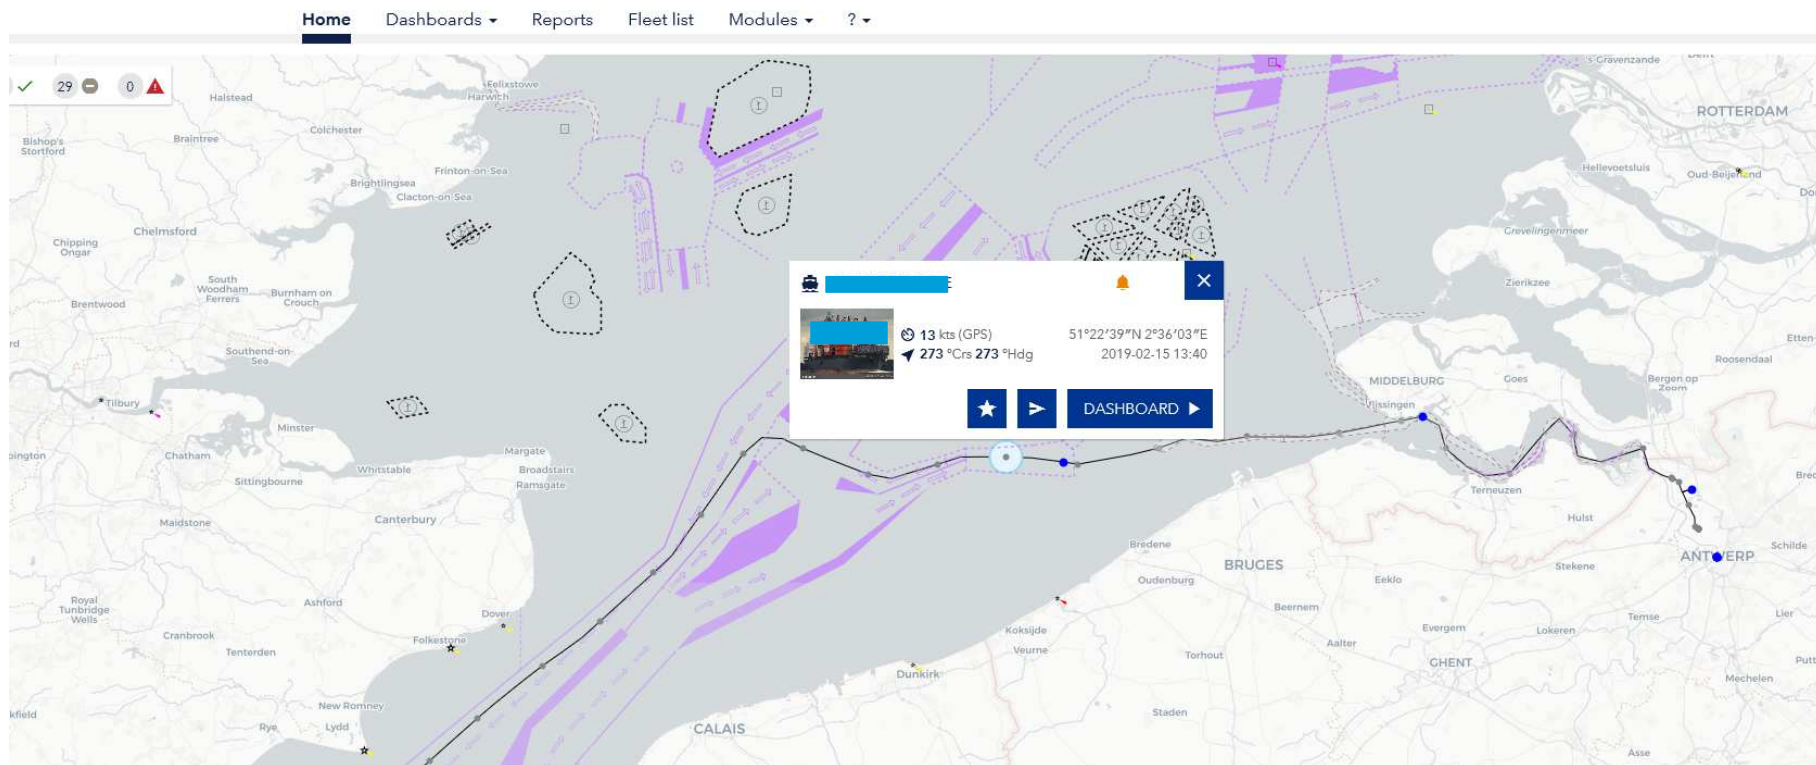 Home Dashboards Reports Fleet list Modules ?
29 0
's-Gravenzande
Felixstowe
Harwich
Halstead
ROTTERDAM
Colchester
Braintree
Bishop's
Stortford
Frinton-on-Sea
Hellevoetsluis
Oud-Beijerland
Brightlingsea
Clacton-on-Sea
Chelmsford
Grevelingenmeer
Chipping
Ongar
South
Woodham
Ferrers
Burnham on
Crouch
Brentwood
Zierikzee
13 kts (GPS) 51°22'39"N 2°36'03"E
273 °Crs 273 °Hdg 2019-02-15 13:40
DASHBOARD
Southend-on-
Sea
Etten-
Roosendaal
MIDDELBURG
Goes
Bergen op
Zoom
Tilbury
Vlissingen
Minster
Margate
Chatham
Whitstable
Broadstairs
Ramsgate
Sittingbourne
Terneuzen
Maidstone
Canterbury
Hulst
Bredene
BRUGES
ANTWERP
Schilde
Oudenburg
Eeklo
Stekene
Royal
Tunbridge
Wells
Ashford
Dover
Beernem
Temse
Lier
Cranbrook
Folkestone
Koksijde
Evergem
Lokeren
Tenterden
Veurne
Torhout
Aalter
GHENT
Dunkirk
Mechelen
New Romney
Rye
Lydd
CALAIS
Staden
Asse